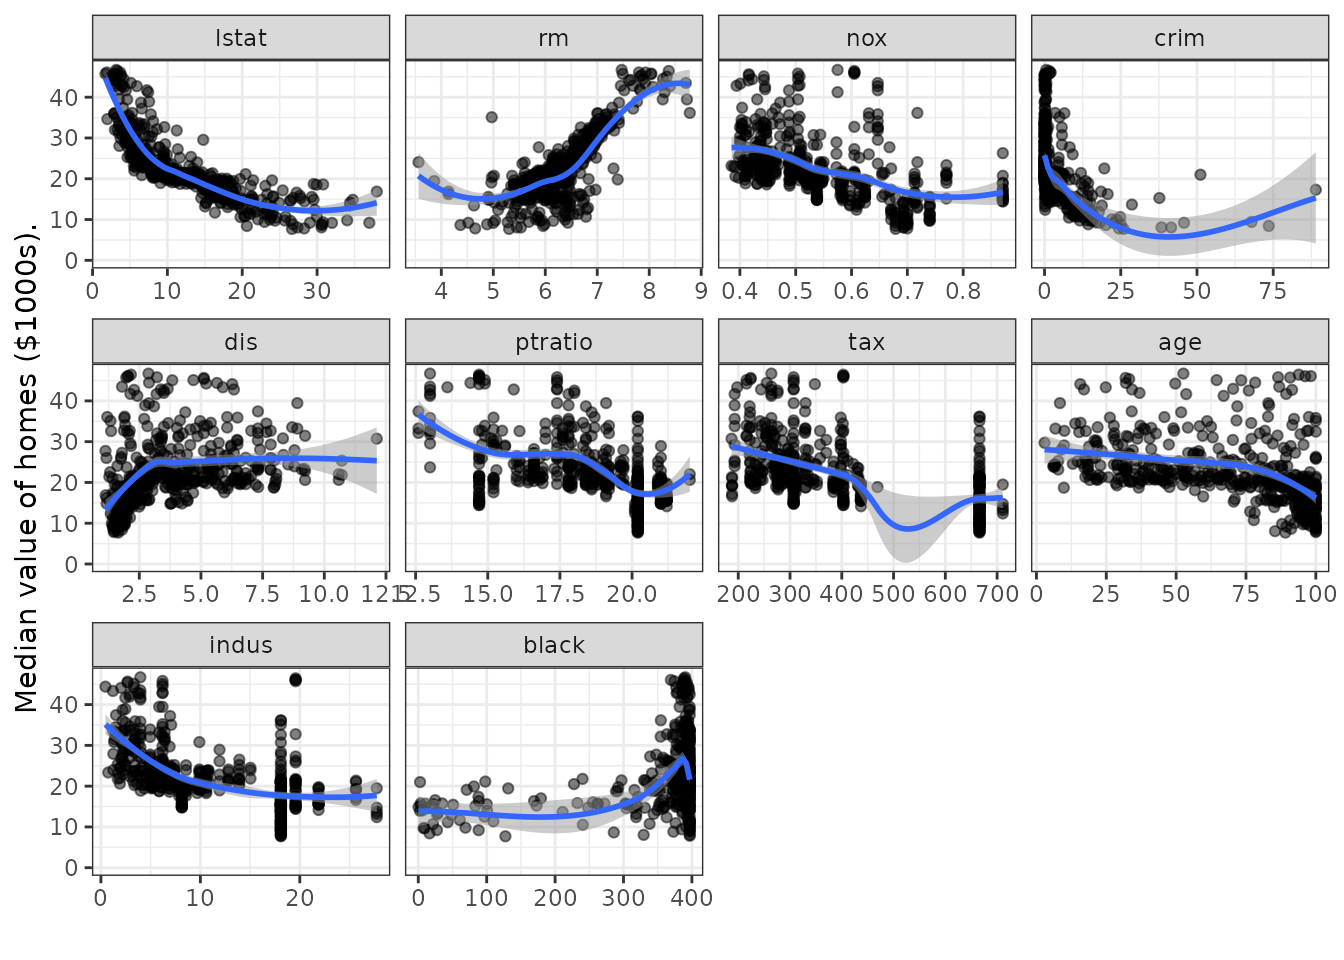 lstat rm nox crim
40
30
20
10
0
0 10 20 30 4 5 6 7 8 9 0.4 0.5 0.6 0.7 0.8 0 25 50 75
dis ptratio tax age
40
30
20
10
0
2.5 5.0 7.5 10.0 12.5 12.5 15.0 17.5 20.0 200 300 400 500 600 700 0 25 50 75 100
indus black
40
30
20
10
0
0 10 20 0 100 200 300 400
Median value of homes ($1000s).